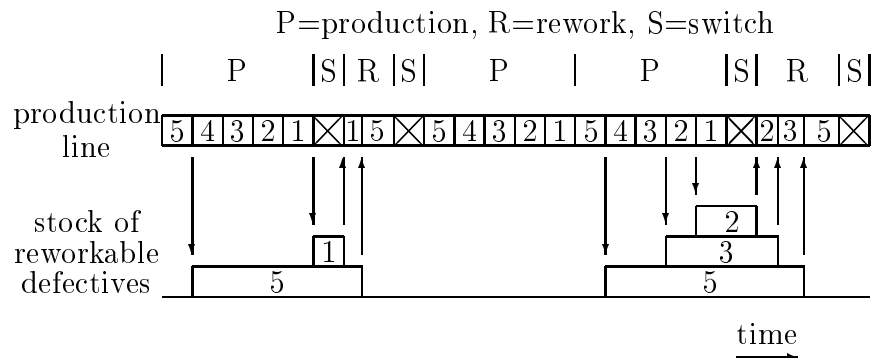 P=production, R=rework, S=switch
P S R S P P S R S
production line 5 4 3 2 1 1 5 5 4 3 2 1 5 4 3 2 1 2 3 5
stock of reworkable defectives
2
1 3
5 5
time